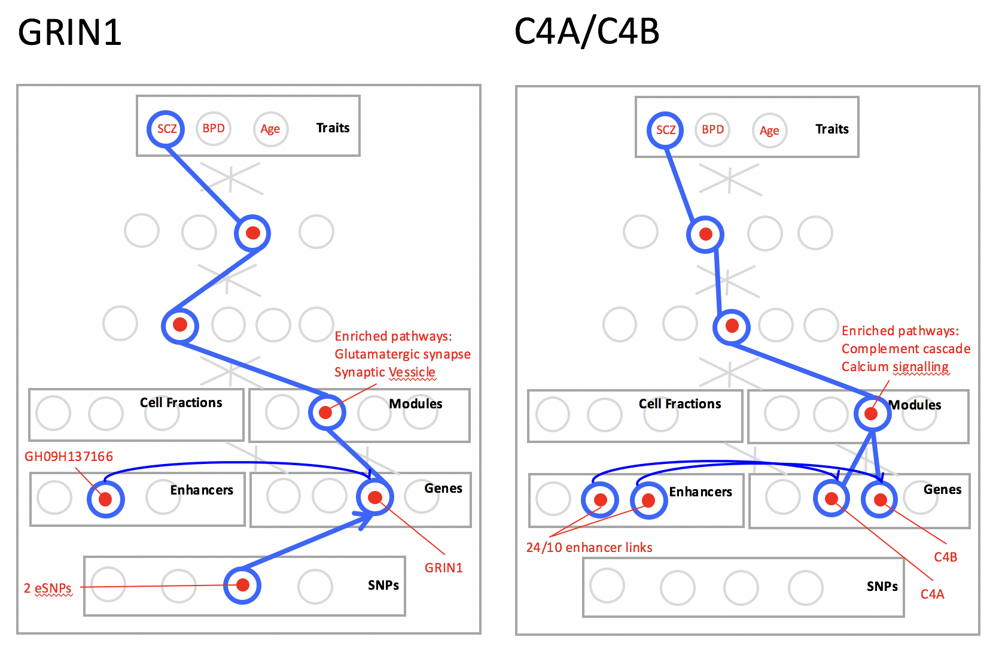 GRIN1
SCZ
BPD
Age
Traits
Enriched pathways:
Glutamatergic synapse
Synaptic Vessicle
Cell Fractions
Modules
GH09H137166
Enhancers
Genes
GRIN1
2 eSNPs
SNPs
C4A/C4B
SCZ
BPD
Age
Traits
Enriched pathways:
Complement cascade
Calcium signalling
Cell Fractions
Modules
Enhancers
Genes
24/10 enhancer links
C4B
C4A
SNPs